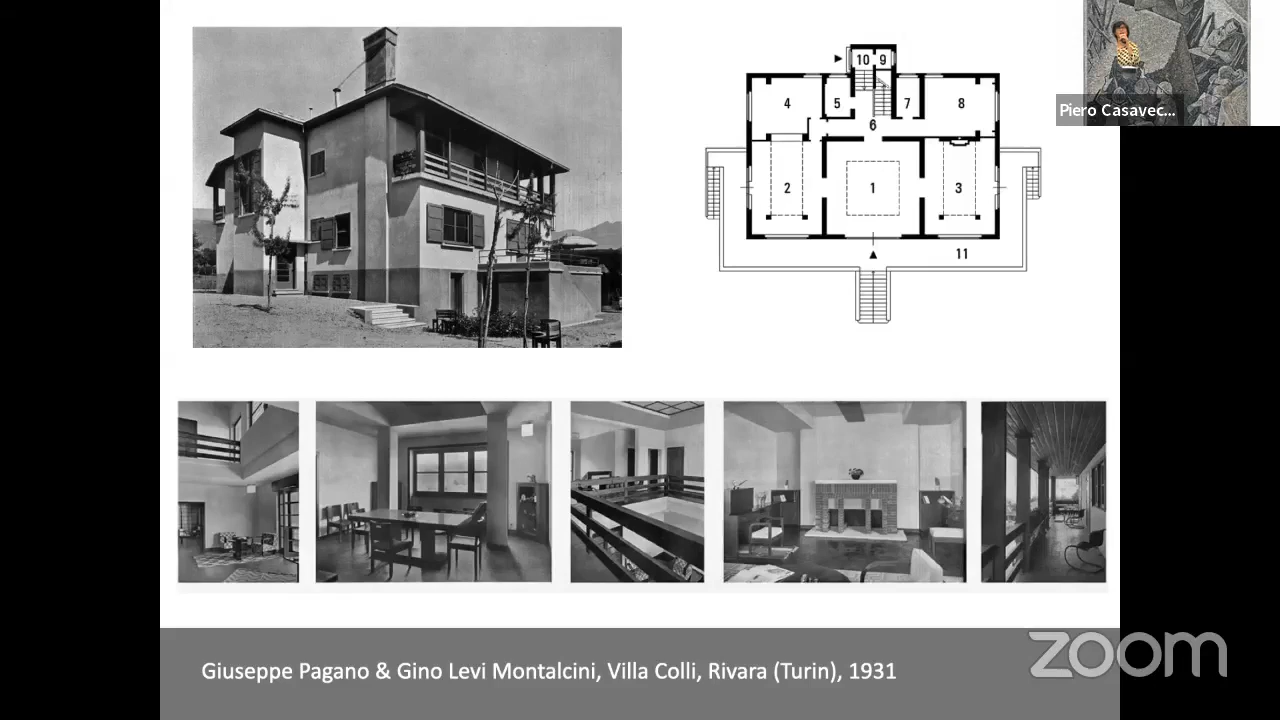 10 9
4 5 7 8
6
2 1 3
11
Piero Casavec...
Giuseppe Pagano & Gino Levi Montalcini, Villa Colli, Rivara (Turin), 1931
zoom